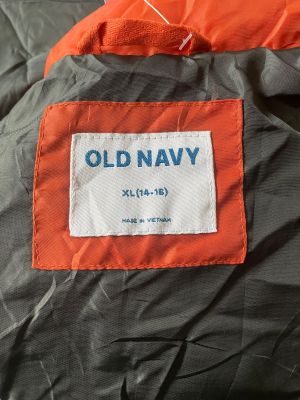 OLD NAVY
XL(14-16)
MADE IN VIETNAM